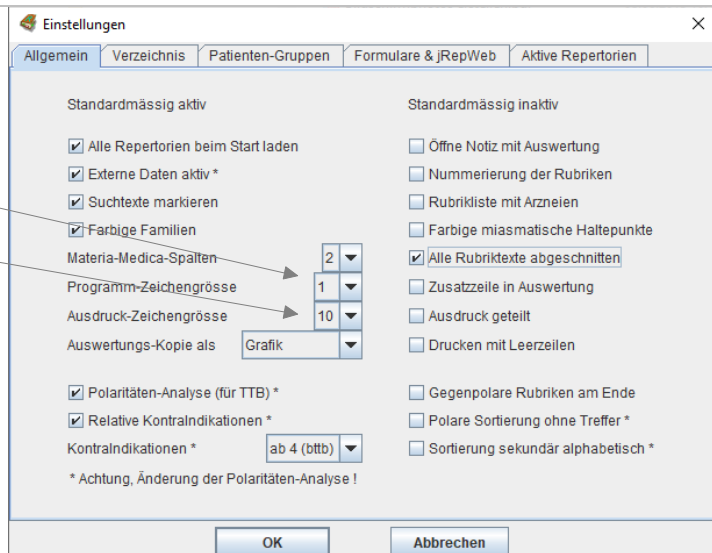 Einstellungen
Allgemein Verzeichnis Patienten-Gruppen Formulare & jRepWeb Aktive Repertorien
Standardmässig aktiv
Alle Repertorien beim Start laden
Externe Daten aktiv *
Suchtexte markieren
Farbige Familien
Materia-Medica-Spalten 2
Programm-Zeichengrösse 1
Ausdruck-Zeichengrösse 10
Auswertungs-Kopie als Grafik
Polaritäten-Analyse (für TTB) *
Relative KontraIndikationen *
KontraIndikationen * ab 4 (bttb)
* Achtung, Änderung der Polaritäten-Analyse !
Standardmässig inaktiv
Öffne Notiz mit Auswertung
Nummerierung der Rubriken
Rubrikliste mit Arzneien
Farbige miasmatische Haltepunkte
Alle Rubriktexte abgeschnitten
Zusatzzeile in Auswertung
Ausdruck geteilt
Drucken mit Leerzeilen
Gegenpolare Rubriken am Ende
Polare Sortierung ohne Treffer *
Sortierung sekundär alphabetisch *
OK Abbrechen